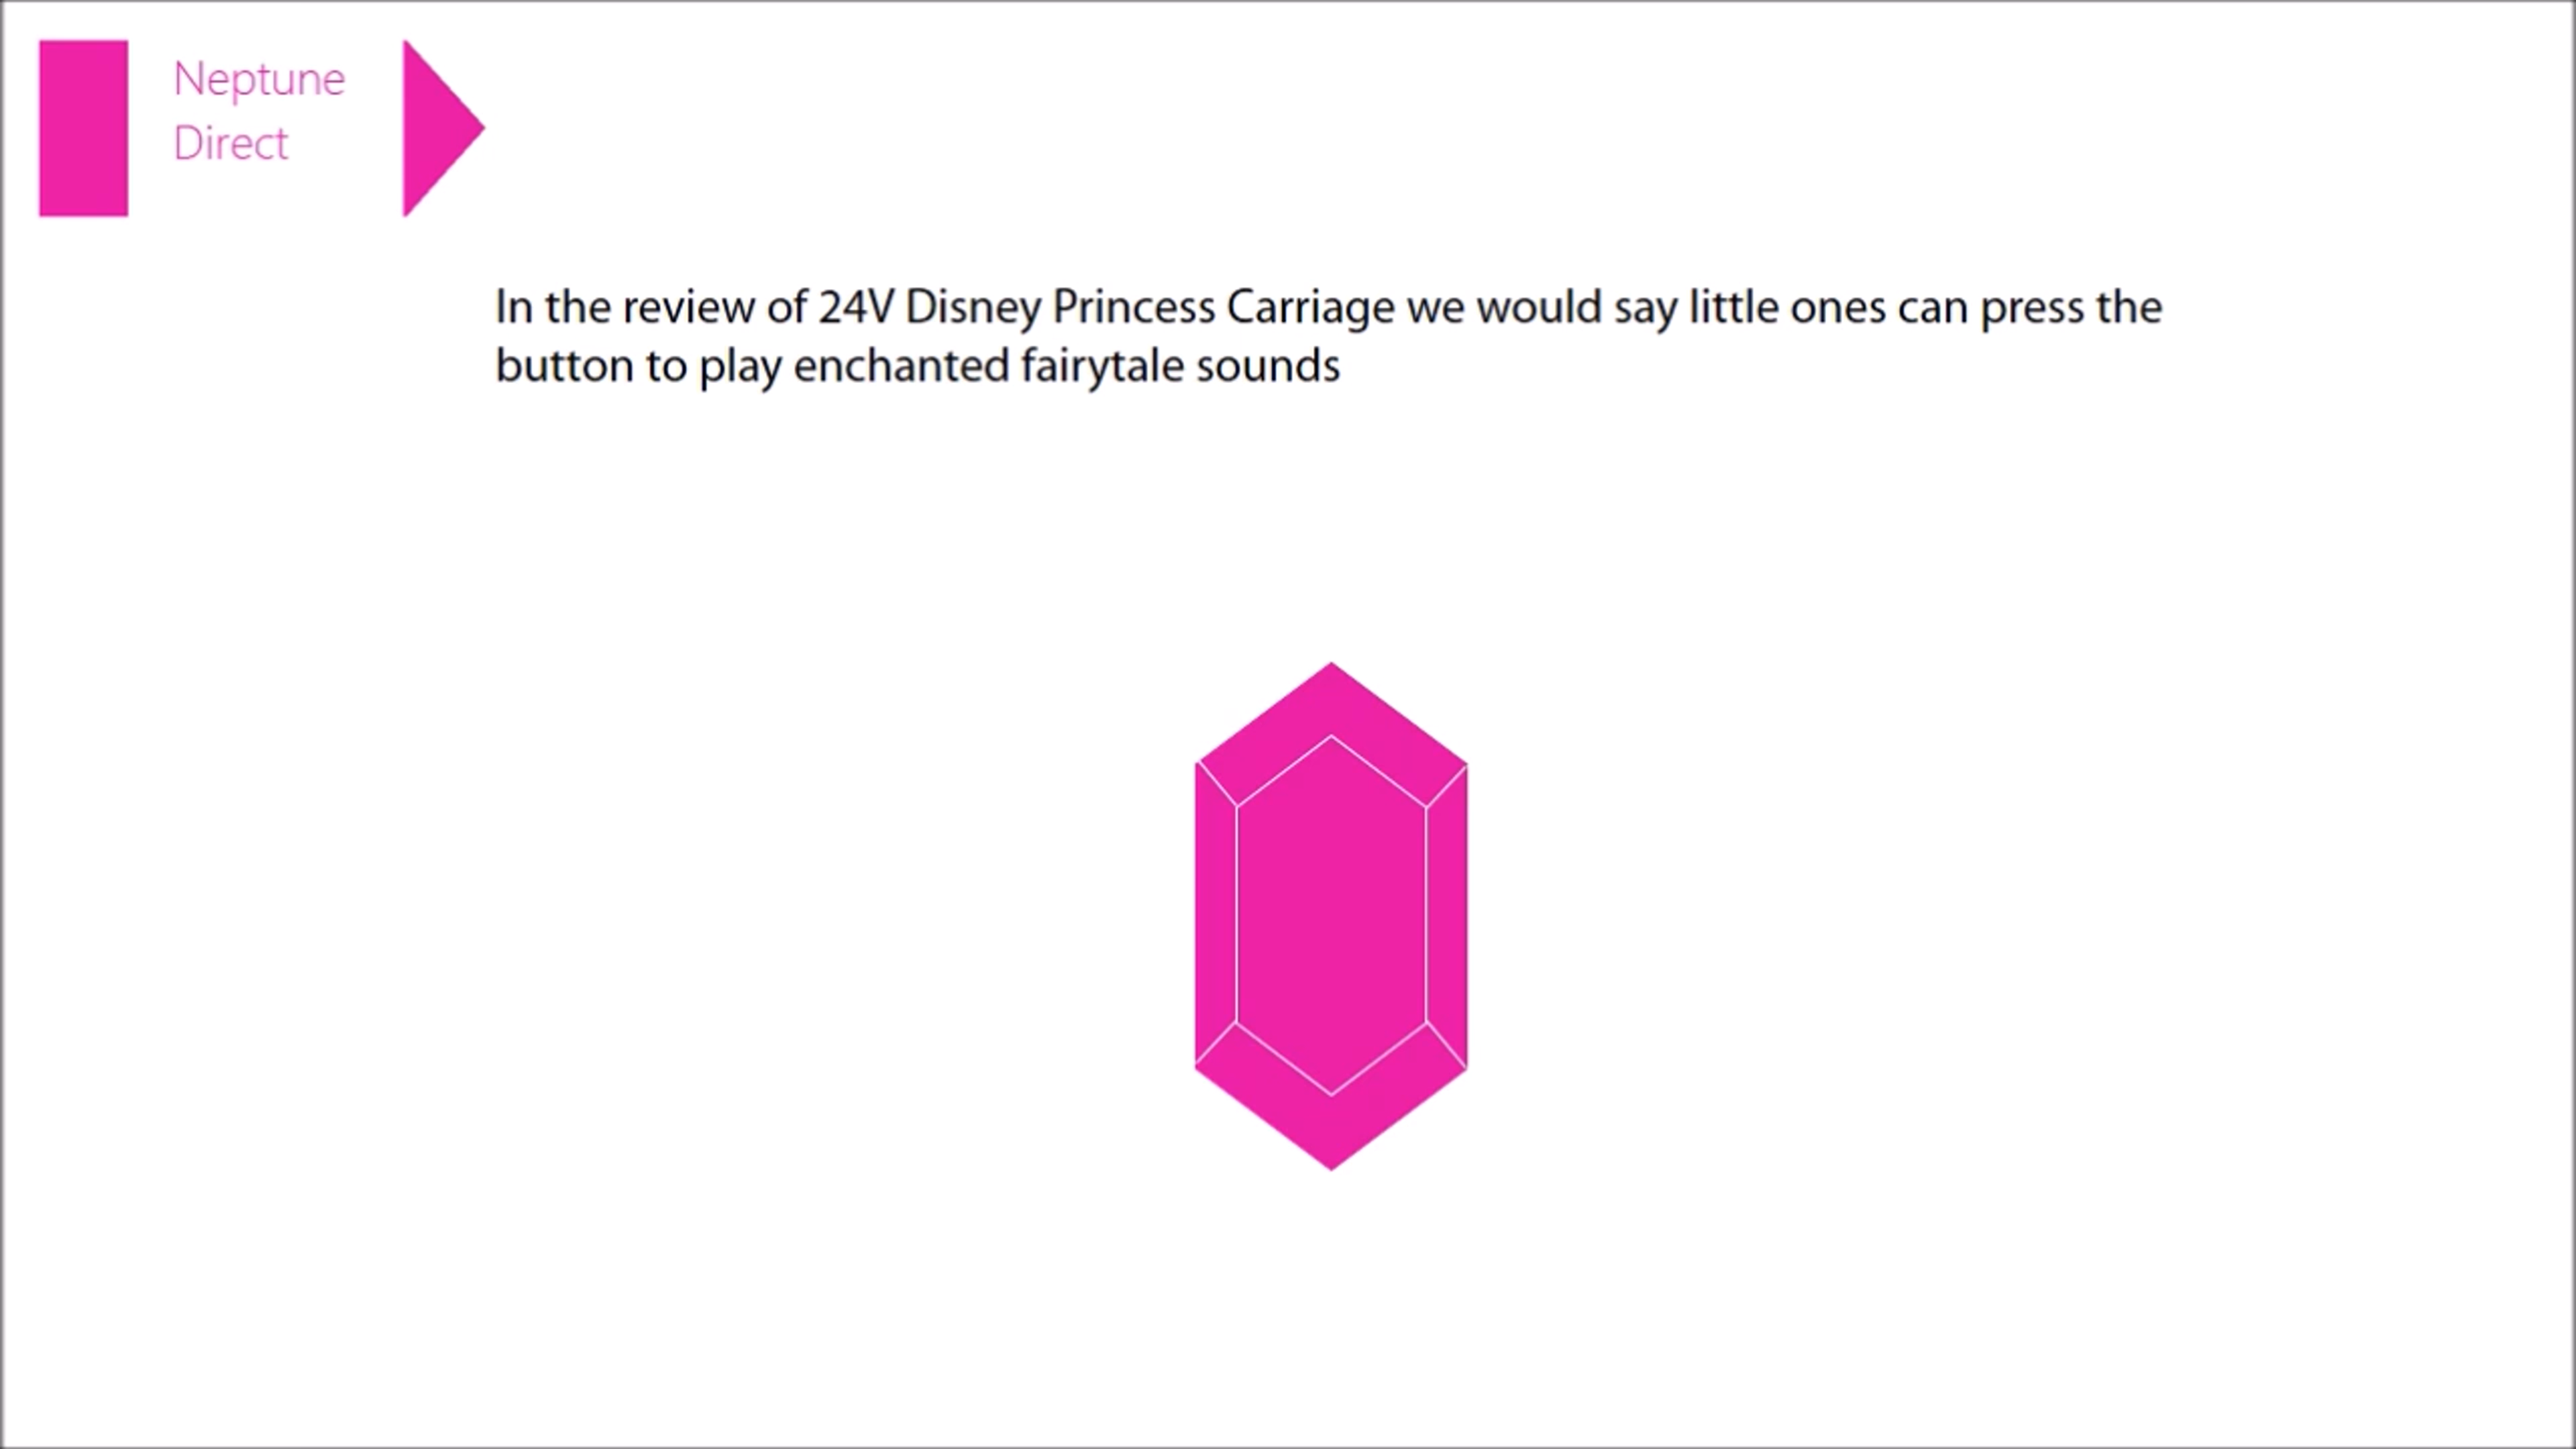 Neptune
Direct
In the review of 24V Disney Princess Carriage we would say little ones can press the
button to play enchanted fairytale sounds